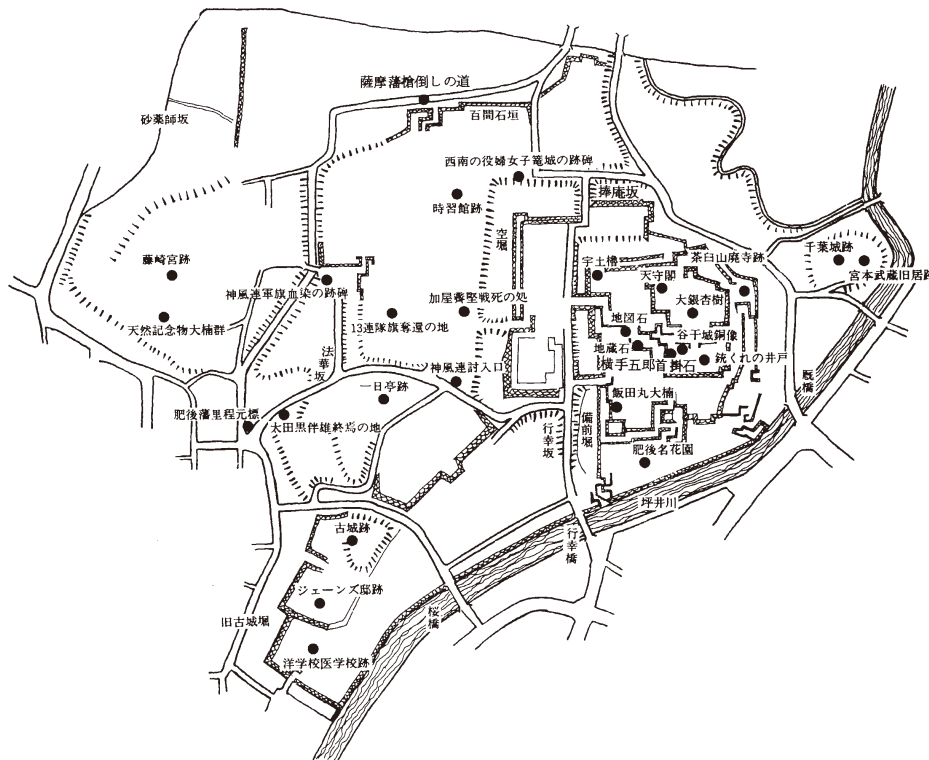 薩摩藩槍倒しの道
百間石垣
砂薬師坂
西南の役婦女子篭城の跡碑
時習館跡
棒庵坂
空堀
千葉城跡
宮本武蔵旧居跡
藤崎宮跡
宇土櫓
天守閣
茶臼山廃寺跡
神風連軍旗血染の跡碑
加屋霽堅戦死の処
大銀杏樹
天然記念物大楠群
13連隊旗奪還の地
地図石
谷干城銅像
地蔵石
銃くれの井戸
横手五郎首掛石
法華坂
神風連討入口
厩橋
一日亭跡
飯田丸大楠
肥後藩里程元標
太田黒伴雄終焉の地
行幸坂
備前堀
肥後名花園
坪井川
古城跡
行幸橋
ジェーンズ邸跡
旧古城堀
桜橋
洋学校医学校跡